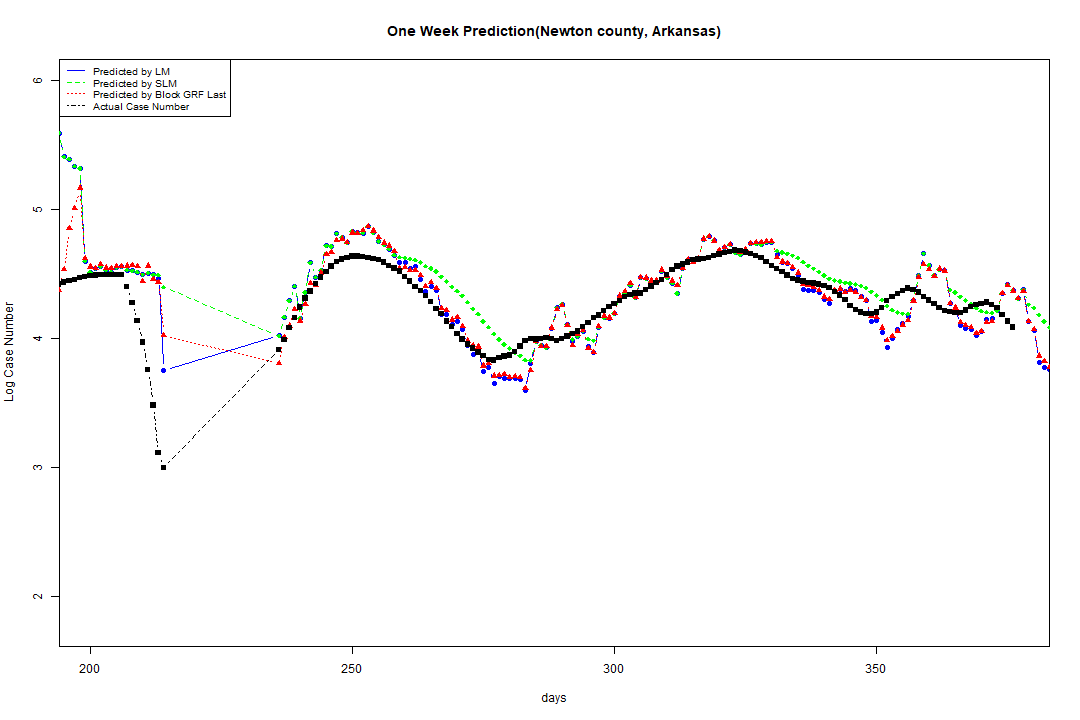 One Week Prediction(Newton county, Arkansas)
Predicted by LM
Predicted by SLM
Predicted by Block GRF Last
Actual Case Number
6
5
4
3
2
Log Case Number
200 250 300 350
days